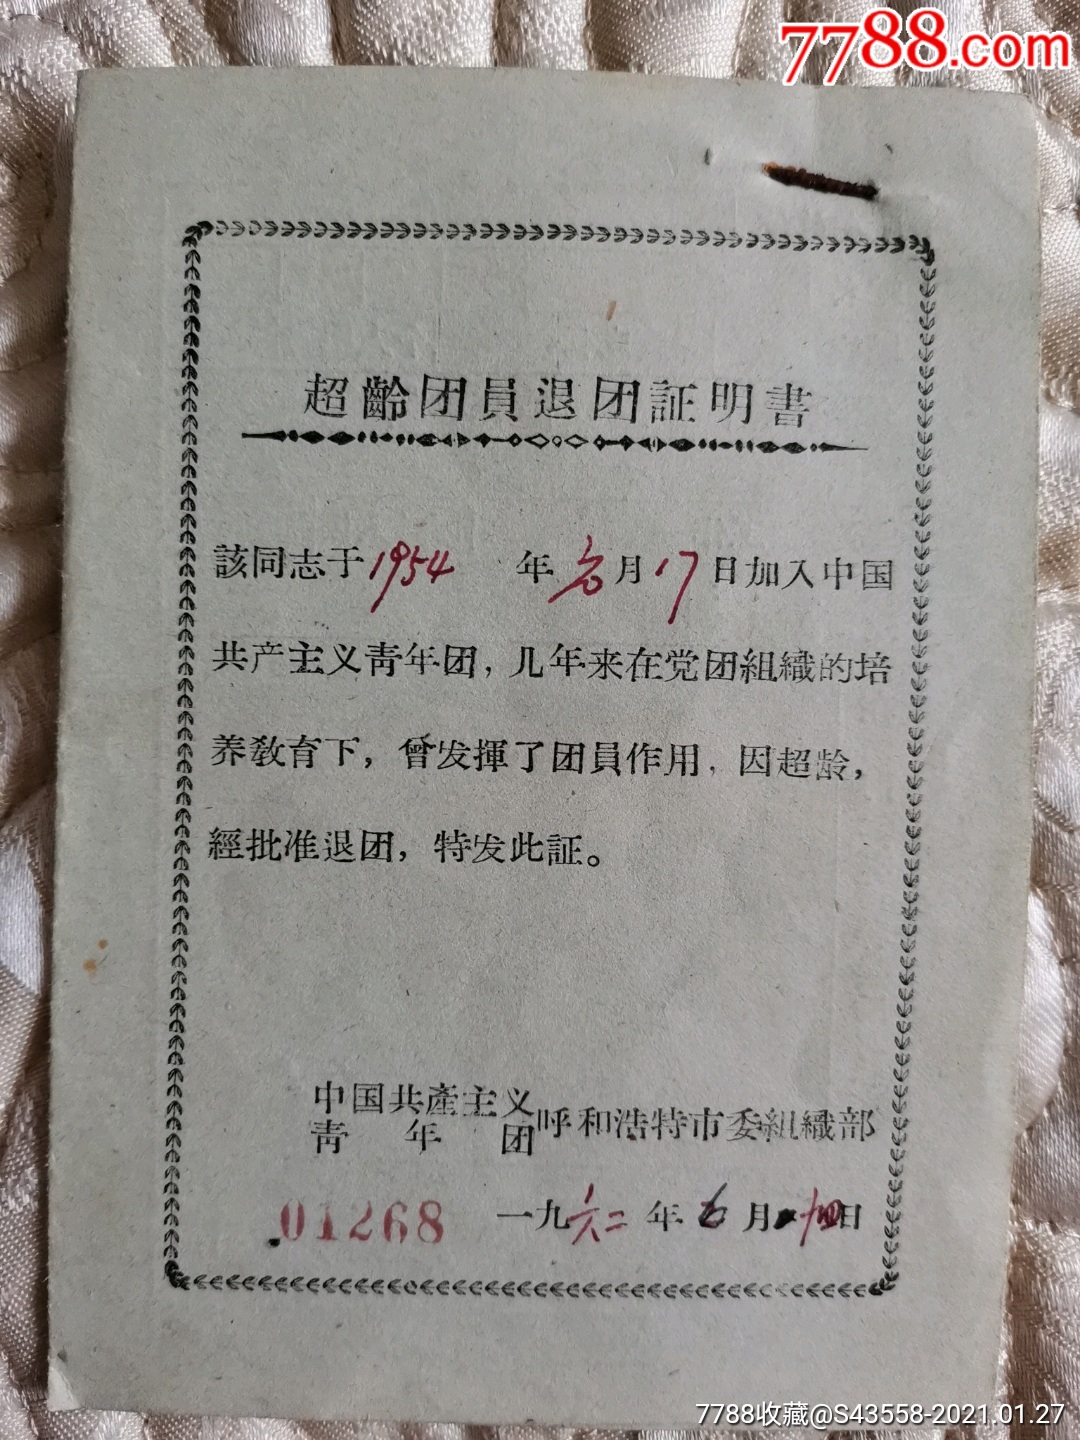 7788.com
超齡团員退团証明書
該同志于1954年 月17日加入中国
共产主义靑年团，几年来在党团組織的培
养敎育下，曾发揮了团員作用．因超龄，
經批准退团，特发此証。
中国共產主义
靑年团
呼和浩特市委組織部
01268
一九六二年 月 日
7788收藏@S43558-2021.01.27